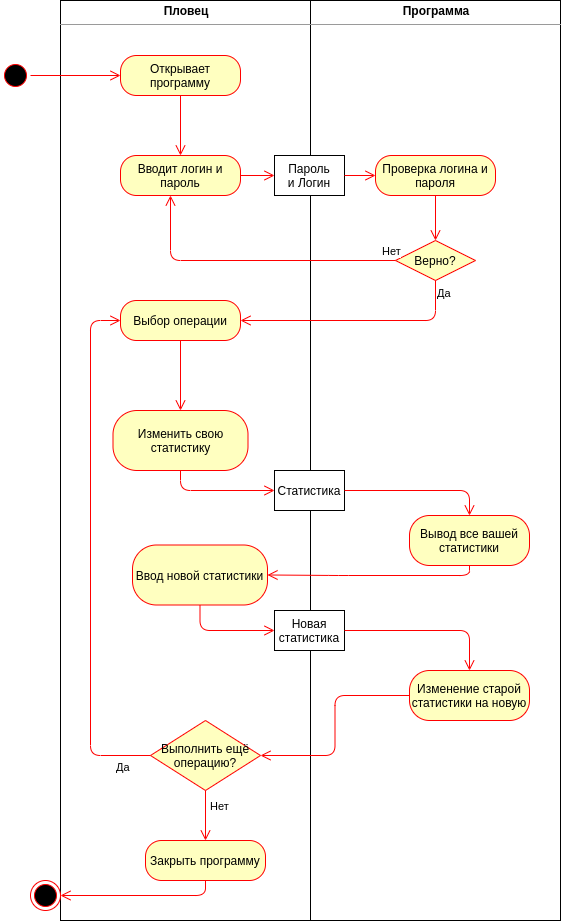 Пловец
Программа
Открывает
программу
Вводит логин и
пароль
Пароль
и Логин
Проверка логина и
пароля
Нет
Верно?
Да
Выбор операции
Изменить свою
статистику
Статистика
Вывод все вашей
статистики
Ввод новой статистики
Новая
статистика
Изменение старой
статистики на новую
Выполнить ещё
операцию?
Да
Нет
Закрыть программу